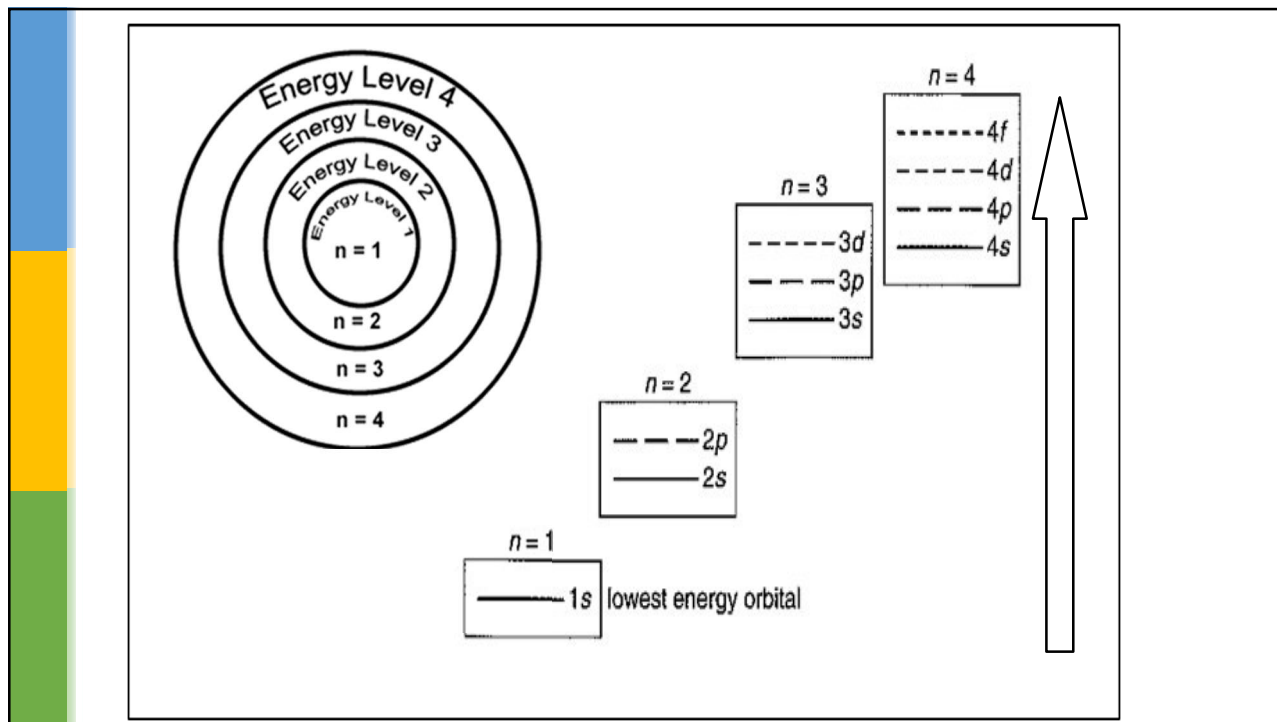 Energy Level 4
Energy Level 3
Energy Level 2
Energy Level 1
n = 1
n = 2
n = 3
n = 4
n = 4
4f
4d
4p
4s
n = 3
3d
3p
3s
n = 2
2p
2s
n = 1
1s lowest energy orbital